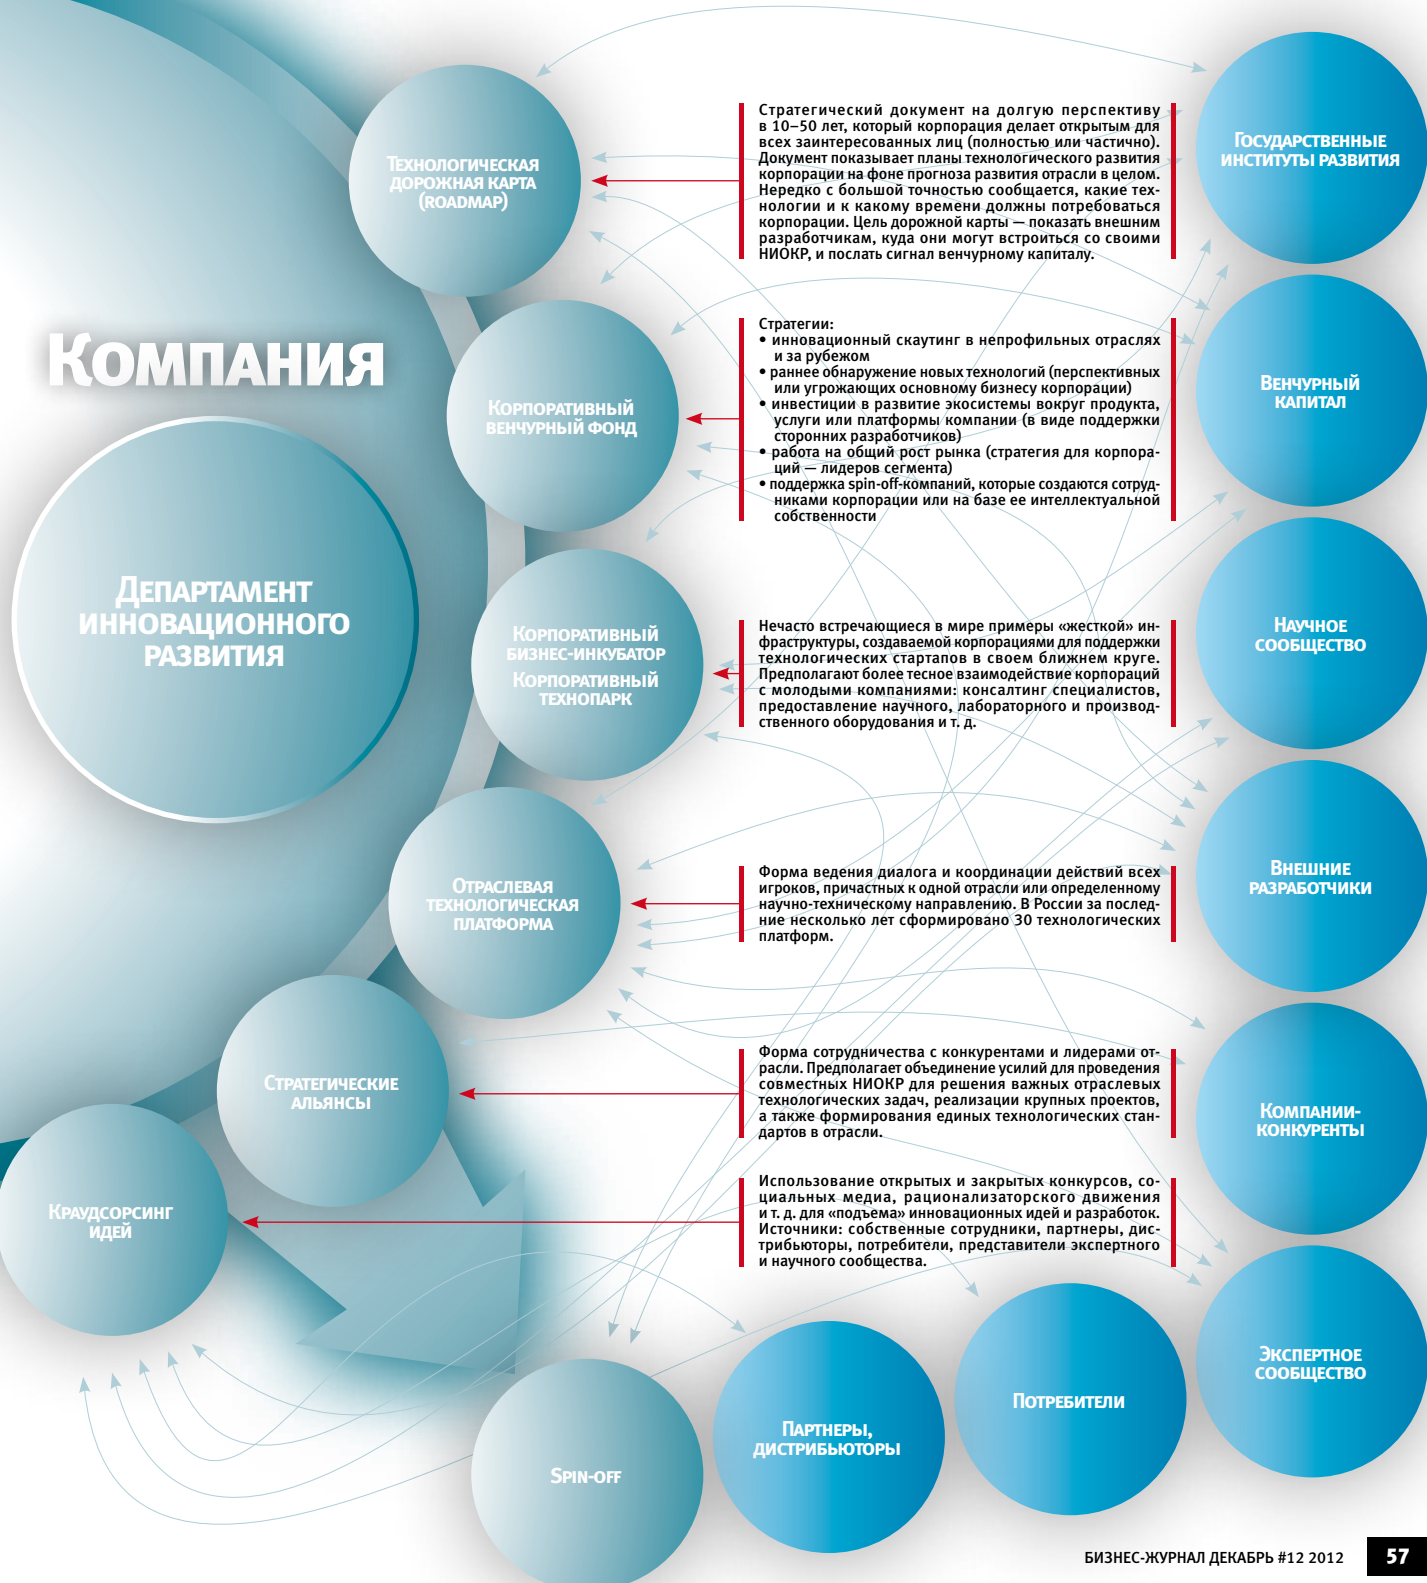 Компания
Департамент
инновационного
развития
Технологическая
дорожная карта
(roadmap)
Стратегический документ на долгую перспективу
в 10–50 лет, который корпорация делает открытым для
всех заинтересованных лиц (полностью или частично).
Документ показывает планы технологического развития
корпорации на фоне прогноза развития отрасли в целом.
Нередко с большой точностью сообщается, какие тех-
нологии и к какому времени должны потребоваться
корпорации. Цель дорожной карты — показать внешним
разработчикам, куда они могут встроиться со своими
НИОКР, и послать сигнал венчурному капиталу.
Корпоративный
венчурный фонд
Стратегии:
• инновационный скаутинг в непрофильных отраслях
и за рубежом
• раннее обнаружение новых технологий (перспективных
или угрожающих основному бизнесу корпорации)
• инвестиции в развитие экосистемы вокруг продукта,
услуги или платформы компании (в виде поддержки
сторонних разработчиков)
• работа на общий рост рынка (стратегия для корпора-
ций — лидеров сегмента)
• поддержка spin-off-компаний, которые создаются сотруд-
никами корпорации или на базе ее интеллектуальной
собственности
Корпоративный
бизнес-инкубатор
Корпоративный
технопарк
Нечасто встречающиеся в мире примеры «жесткой» ин-
фраструктуры, создаваемой корпорациями для поддержки
технологических стартапов в своем ближнем круге.
Предполагают более тесное взаимодействие корпораций
с молодыми компаниями: консалтинг специалистов,
предоставление научного, лабораторного и производ-
ственного оборудования и т. д.
Отраслевая
технологическая
платформа
Форма ведения диалога и координации действий всех
игроков, причастных к одной отрасли или определенному
научно-техническому направлению. В России за послед-
ние несколько лет сформировано 30 технологических
платформ.
Стратегические
альянсы
Форма сотрудничества с конкурентами и лидерами от-
расли. Предполагает объединение усилий для проведения
совместных НИОКР для решения важных отраслевых
технологических задач, реализации крупных проектов,
а также формирования единых технологических стан-
дартов в отрасли.
Краудсорсинг
идей
Использование открытых и закрытых конкурсов, со-
циальных медиа, рационализаторского движения
и т. д. для «подъема» инновационных идей и разработок.
Источники: собственные сотрудники, партнеры, дис-
трибьюторы, потребители, представители экспертного
и научного сообщества.
Spin-off
Государственные
институты развития
Венчурный
капитал
Научное
сообщество
Внешние
разработчики
Компании-
конкуренты
Экспертное
сообщество
Потребители
Партнеры,
дистрибьюторы
БИЗНЕС-ЖУРНАЛ ДЕКАБРЬ #12 2012
57